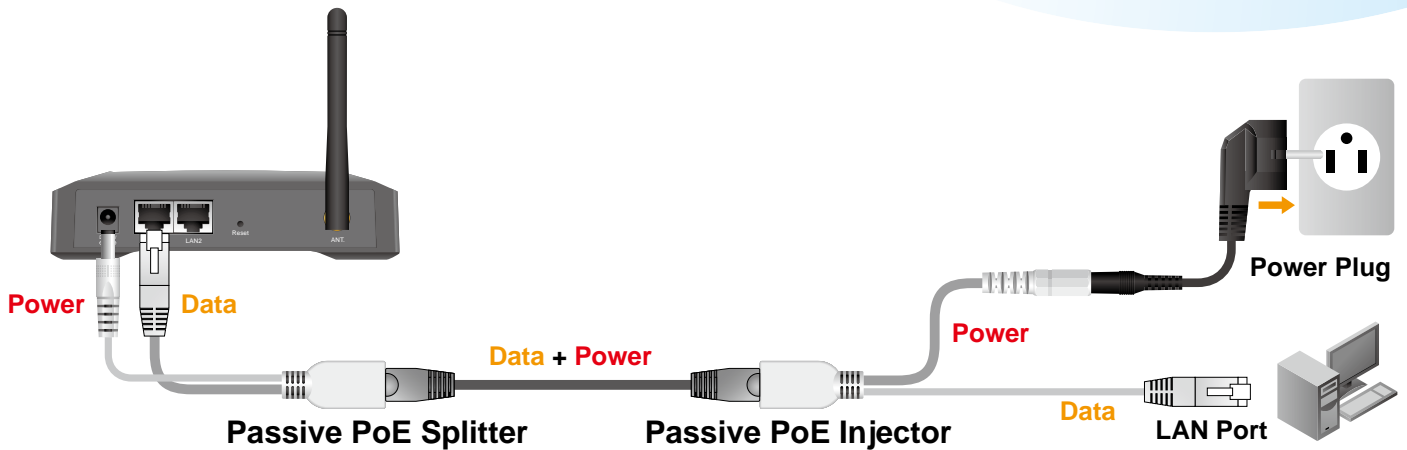 LAN2
Reset
ANT.
Power
Data
Data + Power
Power
Power Plug
Data
LAN Port
Passive PoE Splitter
Passive PoE Injector